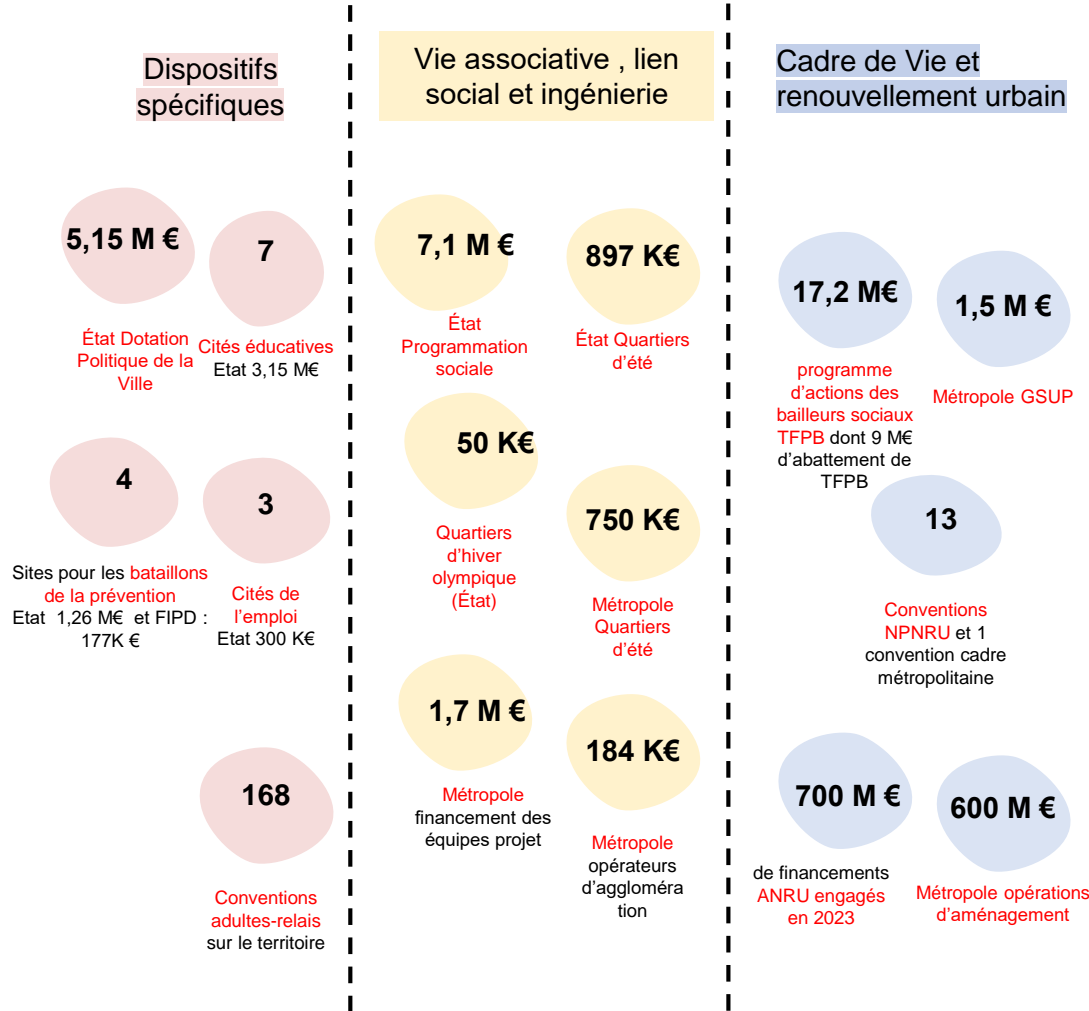 Dispositifs
spécifiques
5,15 M €
État Dotation
Politique de la
Ville
7
Cités éducatives
Etat 3,15 M€
4
Sites pour les bataillons
de la prévention
Etat 1,26 M€ et FIPD :
177K €
3
Cités de
l'emploi
Etat 300 K€
168
Conventions
adultes-relais
sur le territoire
Vie associative , lien
social et ingénierie
7,1 M €
État
Programmation
sociale
897 K€
État Quartiers
d'été
50 K€
Quartiers
d'hiver
olympique
(État)
750 K€
Métropole
Quartiers
d'été
1,7 M €
Métropole
financement des
équipes projet
184 K€
Métropole
opérateurs
d'aggloméra
tion
Cadre de Vie et
renouvellement urbain
17,2 M€
programme
d'actions des
bailleurs sociaux
TFPB dont 9 M€
d'abattement de
TFPB
1,5 M €
Métropole GSUP
13
Conventions
NPNRU et 1
convention cadre
métropolitaine
700 M €
de financements
ANRU engagés
en 2023
600 M €
Métropole opérations
d'aménagement